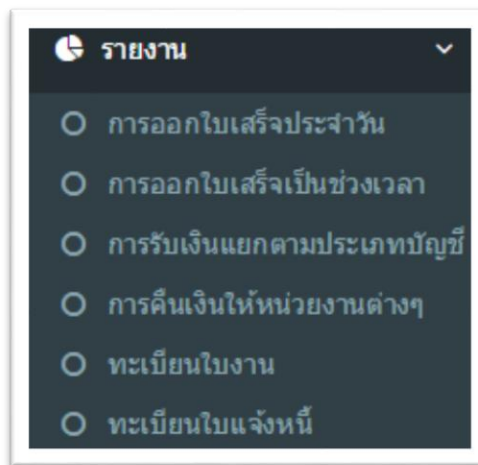 รายงาน
การออกใบเสร็จประจำวัน
การออกใบเสร็จเป็นช่วงเวลา
การรับเงินแยกตามประเภทบัญชี
การคืนเงินให้หน่วยงานต่างๆ
ทะเบียนใบงาน
ทะเบียนใบแจ้งหนี้